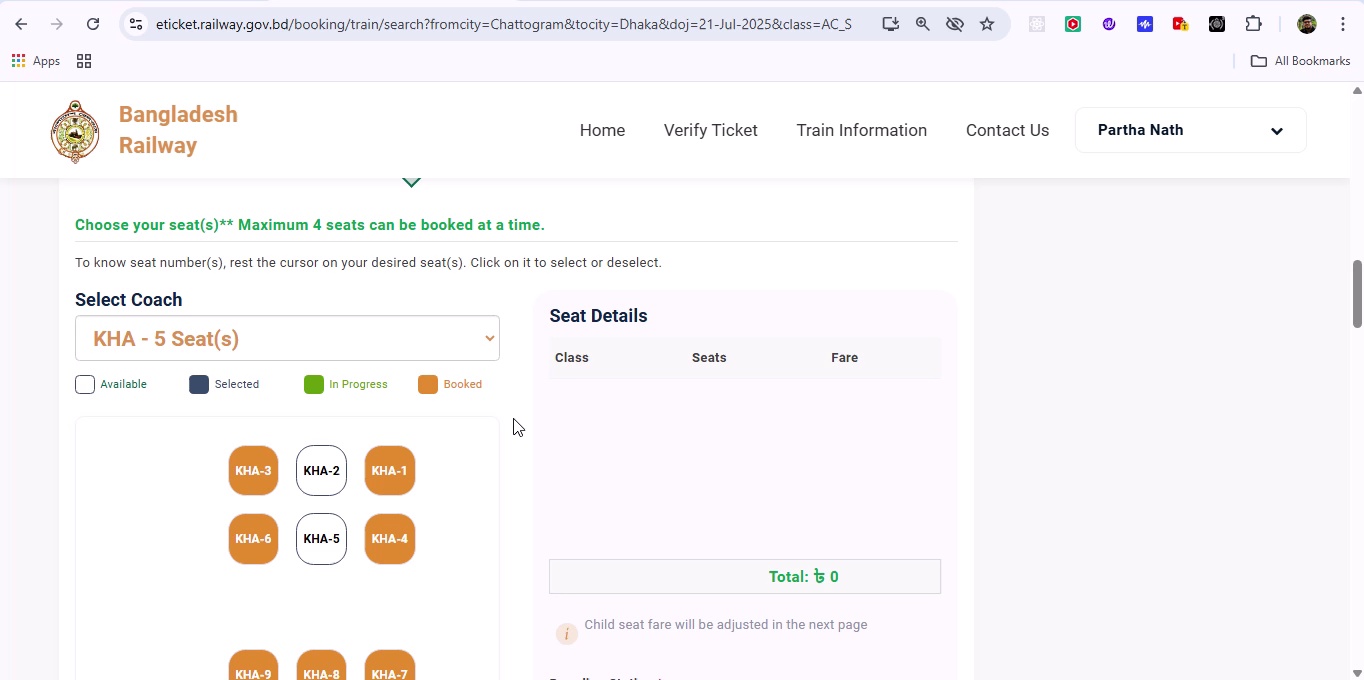 eticket.railway.gov.bd/booking/train/search?fromcity=Chattogram&tocity=Dhaka&doj=21-Jul-2025&class=AC_S
Apps
All Bookmarks
Bangladesh
Railway
Home
Verify Ticket
Train Information
Contact Us
Partha Nath
Choose your seat(s)** Maximum 4 seats can be booked at a time.
To know seat number(s), rest the cursor on your desired seat(s). Click on it to select or deselect.
Select Coach
KHA - 5 Seat(s)
Available
Selected
In Progress
Booked
KHA-3
KHA-2
KHA-1
KHA-6
KHA-5
KHA-4
KHA-9
KHA-8
KHA-7
Seat Details
Class
Seats
Fare
Total: ৳ 0
i
Child seat fare will be adjusted in the next page